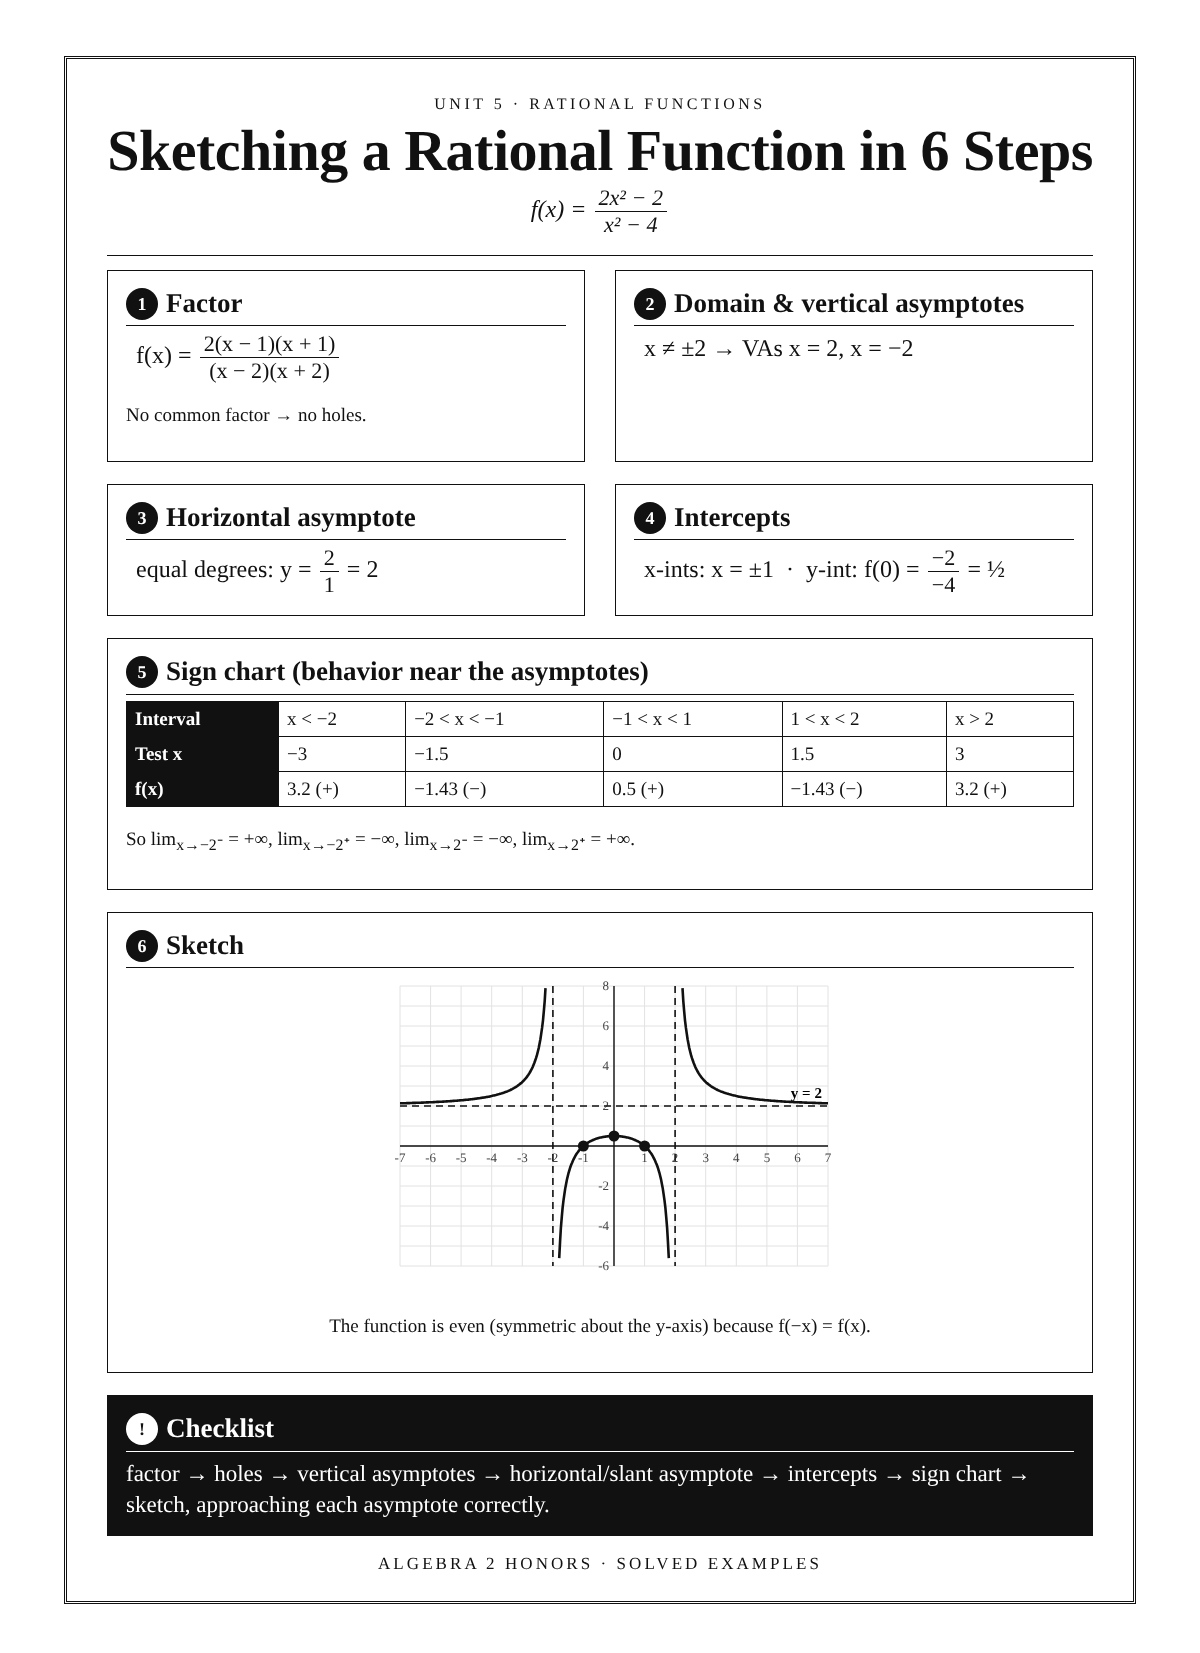 UNIT 5 · RATIONAL FUNCTIONS
Sketching a Rational Function in 6 Steps
f(x) = (2x² − 2)/(x² − 4)
1 Factor
f(x) = 2(x − 1)(x + 1)/(x − 2)(x + 2)
No common factor → no holes.
2 Domain & vertical asymptotes
x ≠ ±2 → VAs x = 2, x = −2
3 Horizontal asymptote
equal degrees: y = 2/1 = 2
4 Intercepts
x-ints: x = ±1 · y-int: f(0) = −2/−4 = ½
5 Sign chart (behavior near the asymptotes)
Interval x < −2 −2 < x < −1 −1 < x < 1 1 < x < 2 x > 2
Test x −3 −1.5 0 1.5 3
f(x) 3.2 (+) −1.43 (−) 0.5 (+) −1.43 (−) 3.2 (+)
So limₓ→−2⁻ = +∞, limₓ→−2⁺ = −∞, limₓ→2⁻ = −∞, limₓ→2⁺ = +∞.
6 Sketch
8
6
4
y = 2
2
-7 -6 -5 -4 -3 -2 -1 1 2 3 4 5 6 7
-2
-4
-6
The function is even (symmetric about the y-axis) because f(−x) = f(x).
! Checklist
factor → holes → vertical asymptotes → horizontal/slant asymptote → intercepts → sign chart →
sketch, approaching each asymptote correctly.
ALGEBRA 2 HONORS · SOLVED EXAMPLES